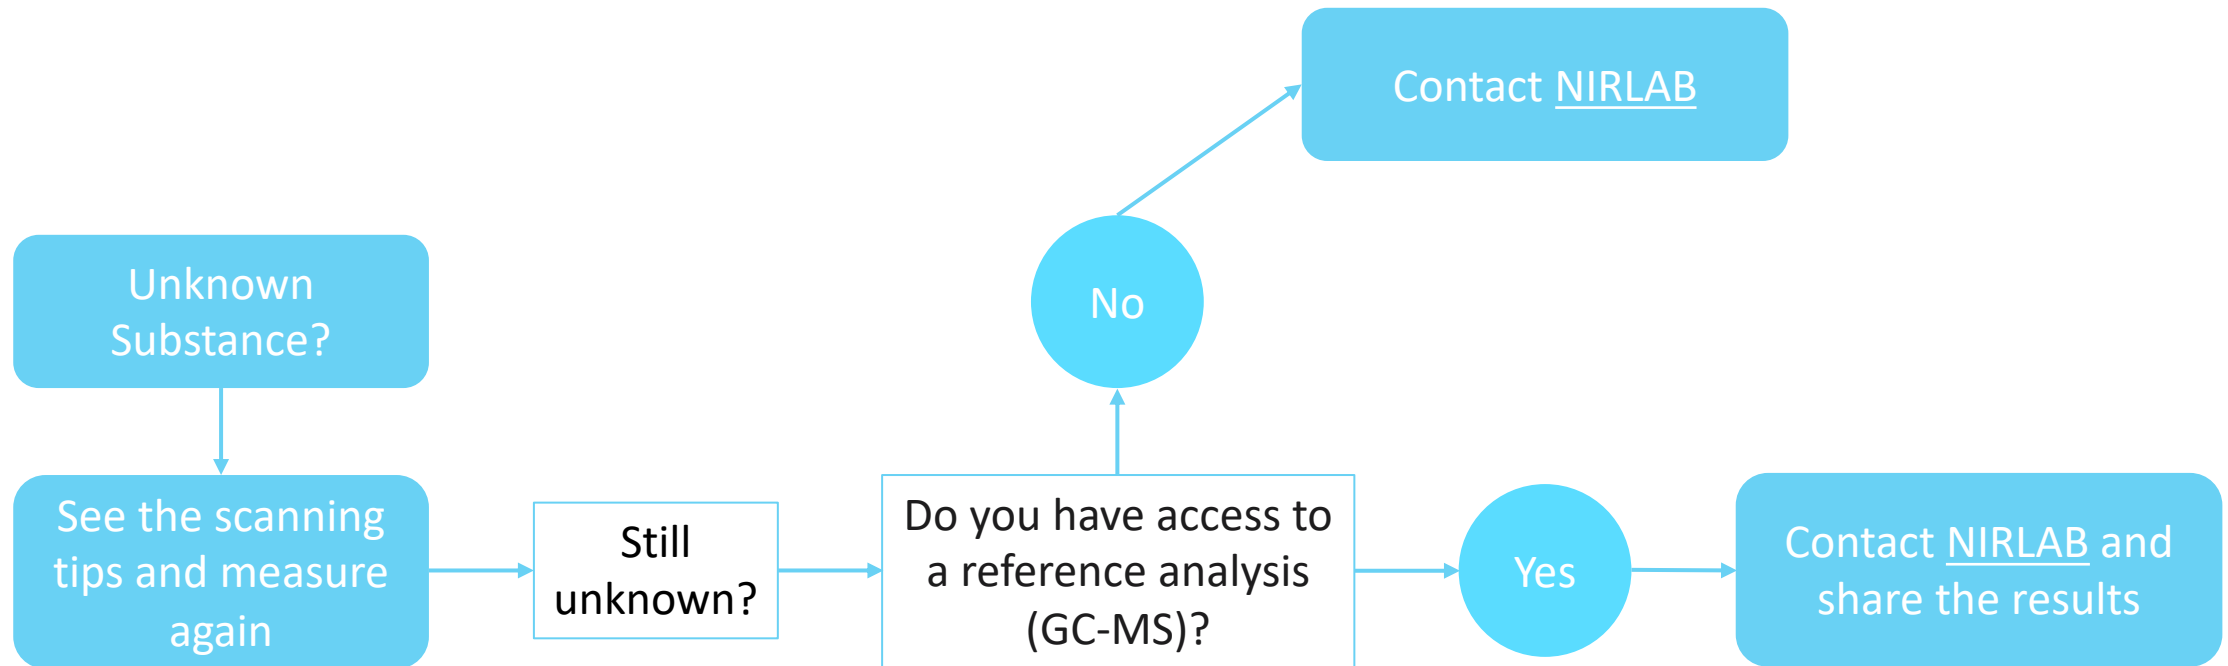 Unknown
Substance?
See the scanning
tips and measure
again
Still
unknown?
Do you have access to
a reference analysis
(GC-MS)?
No
Contact NIRLAB
Yes
Contact NIRLAB and
share the results